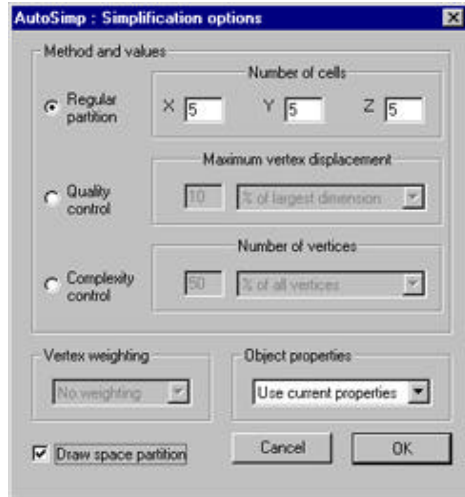 AutoSimp : Simplification options
Method and values
Number of cells
Regular partition
X 5 Y 5 Z 5
Maximum vertex displacement
Quality control
10 % of largest dimension
Number of vertices
Complexity control
50 % of all vertices
Vertex weighting
Object properties
No weighting
Use current properties
Draw space partition
Cancel
OK